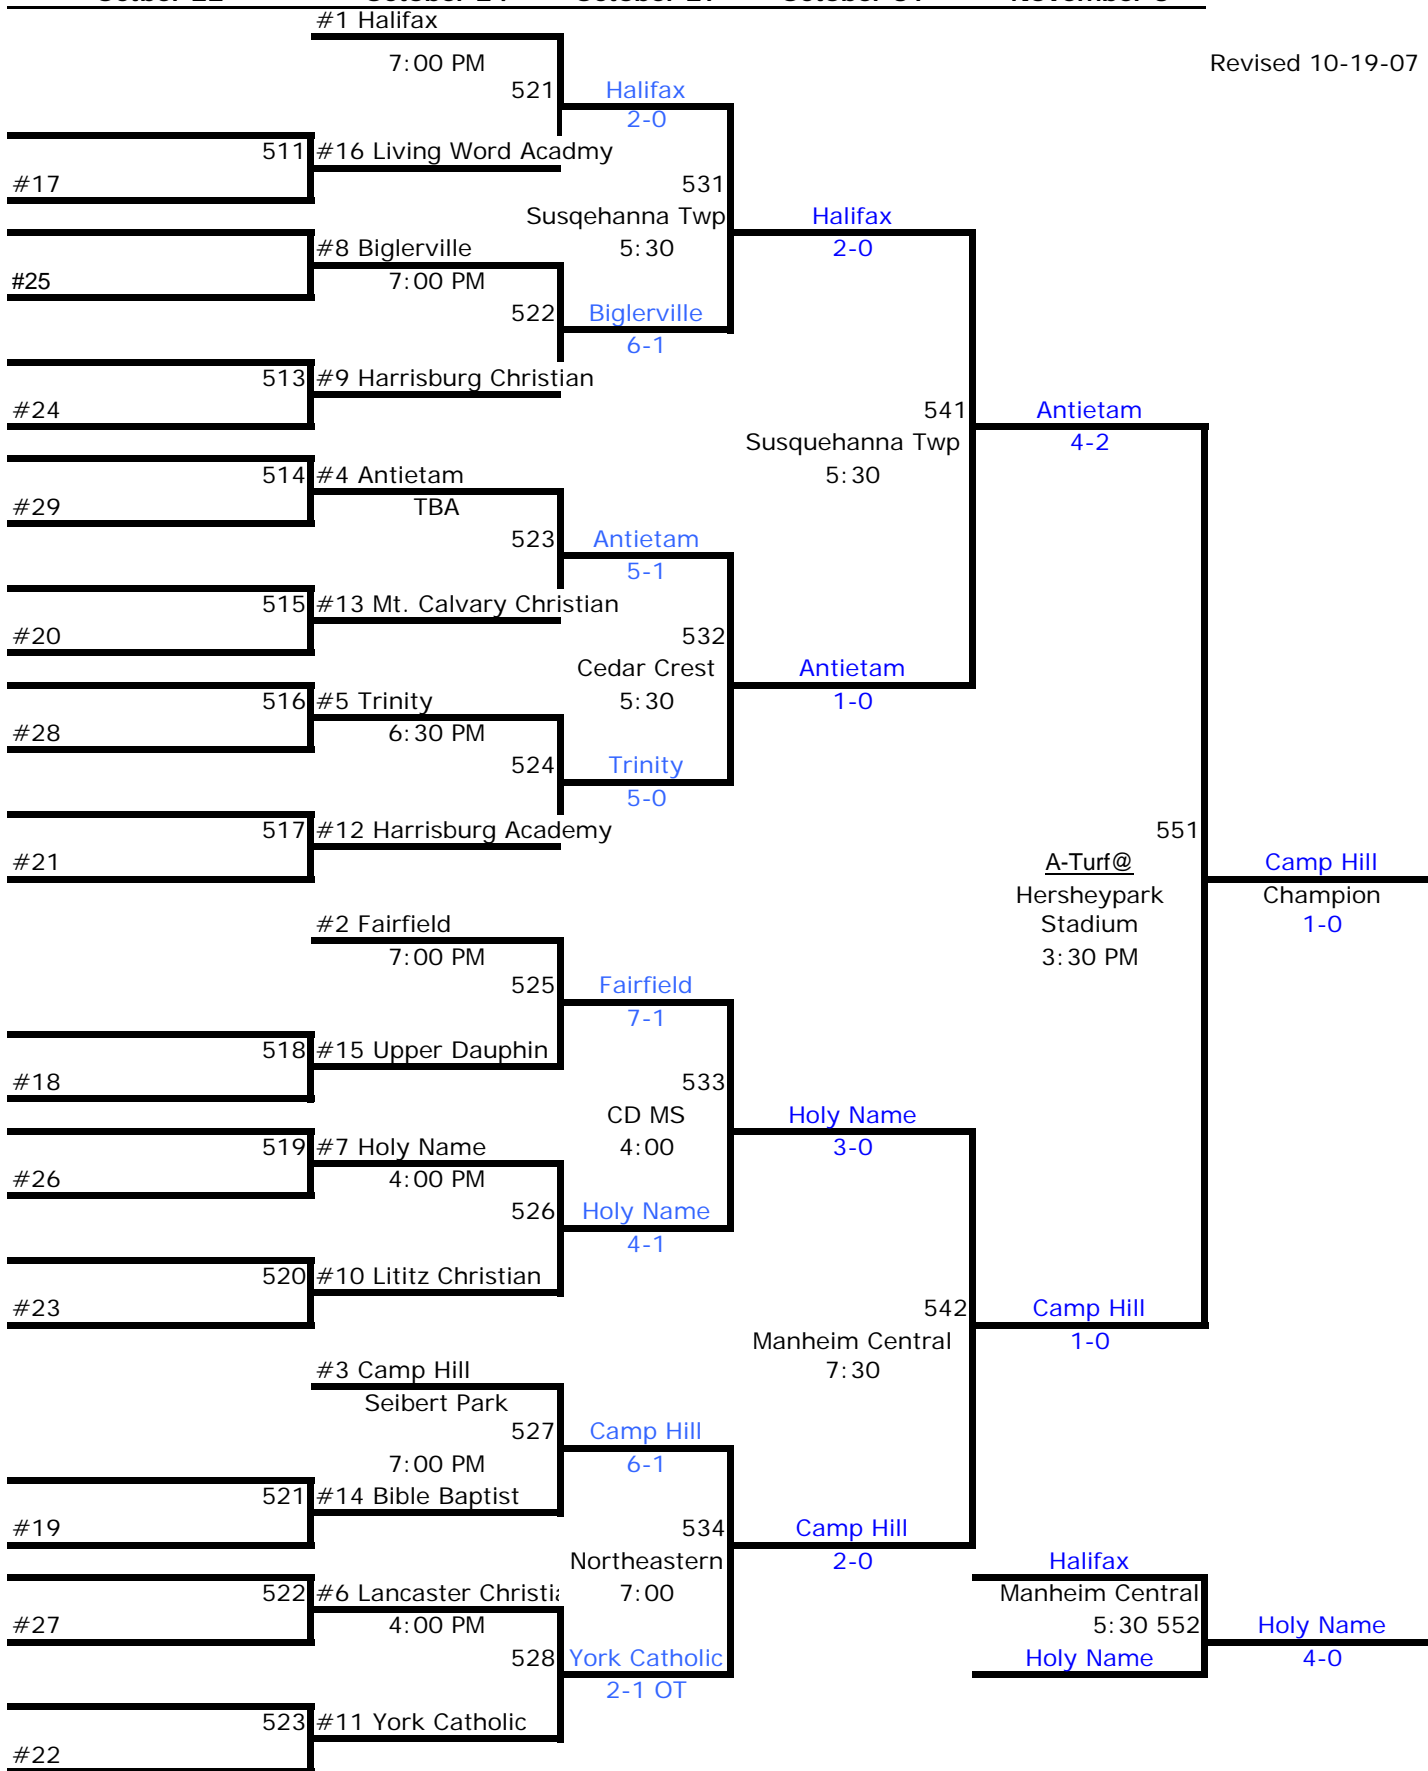 #1 Halifax
7:00 PM
Revised 10-19-07
521
Halifax
2-0
511
#16 Living Word Acadmy
#17
531
Susqehanna Twp
Halifax
#8 Biglerville
5:30
2-0
#25
7:00 PM
522
Biglerville
6-1
513
#9 Harrisburg Christian
#24
541
Antietam
Susquehanna Twp
4-2
514
#4 Antietam
5:30
#29
TBA
523
Antietam
5-1
515
#13 Mt. Calvary Christian
#20
532
Cedar Crest
Antietam
516
#5 Trinity
5:30
1-0
#28
6:30 PM
524
Trinity
5-0
517
#12 Harrisburg Academy
551
#21
A-Turf@
Camp Hill
Hersheypark
Champion
#2 Fairfield
Stadium
1-0
7:00 PM
3:30 PM
525
Fairfield
7-1
518
#15 Upper Dauphin
#18
533
CD MS
Holy Name
519
#7 Holy Name
4:00
3-0
#26
4:00 PM
526
Holy Name
4-1
520
#10 Lititz Christian
#23
542
Camp Hill
Manheim Central
1-0
#3 Camp Hill
7:30
Seibert Park
527
Camp Hill
7:00 PM
6-1
521
#14 Bible Baptist
#19
534
Camp Hill
Northeastern
2-0
Halifax
522
#6 Lancaster Christia
7:00
Manheim Central
#27
4:00 PM
5:30 552
Holy Name
528
York Catholic
Holy Name
4-0
2-1 OT
523
#11 York Catholic
#22